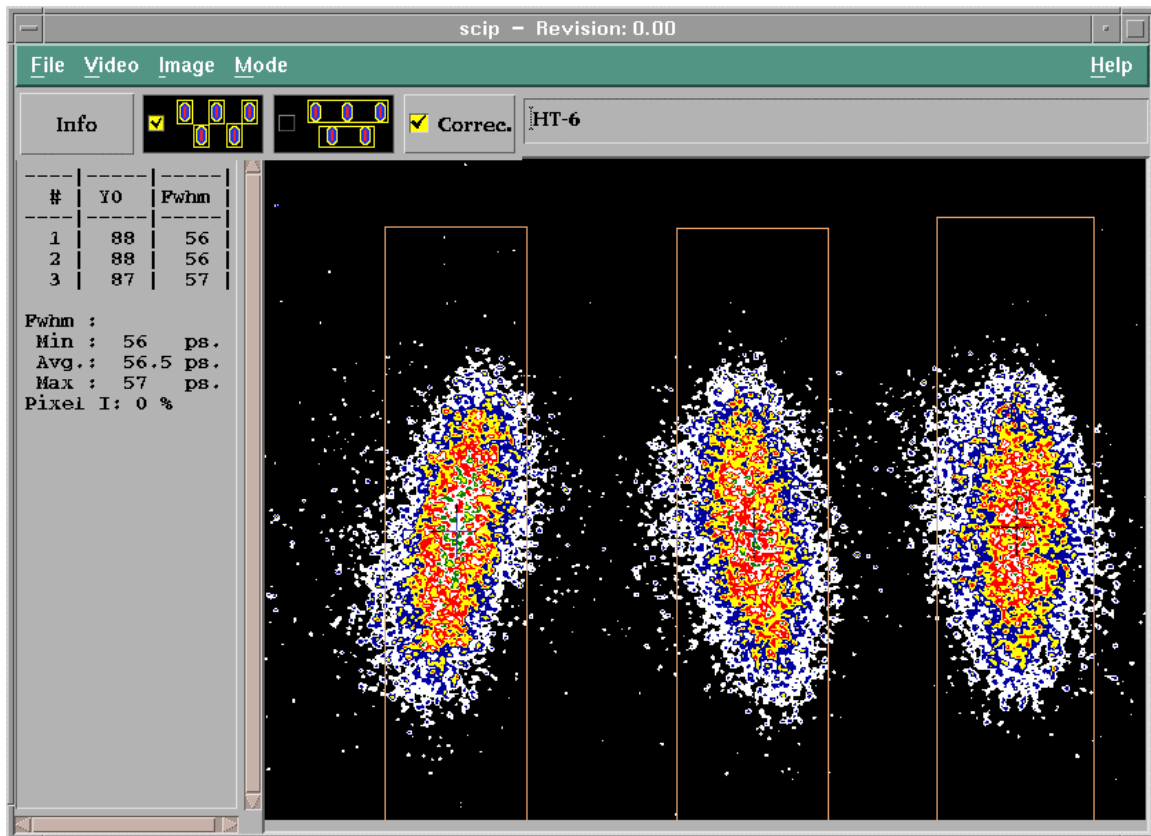 scip – Revision: 0.00
File Video Image Mode Help
Info Correc. HT-6
----|-----|-----|
# | Y0 |Fwhm |
----|-----|-----|
1 | 88 | 56 |
2 | 88 | 56 |
3 | 87 | 57 |
Fwhm :
Min : 56 ps.
Avg.: 56.5 ps.
Max : 57 ps.
Pixel I: 0 %